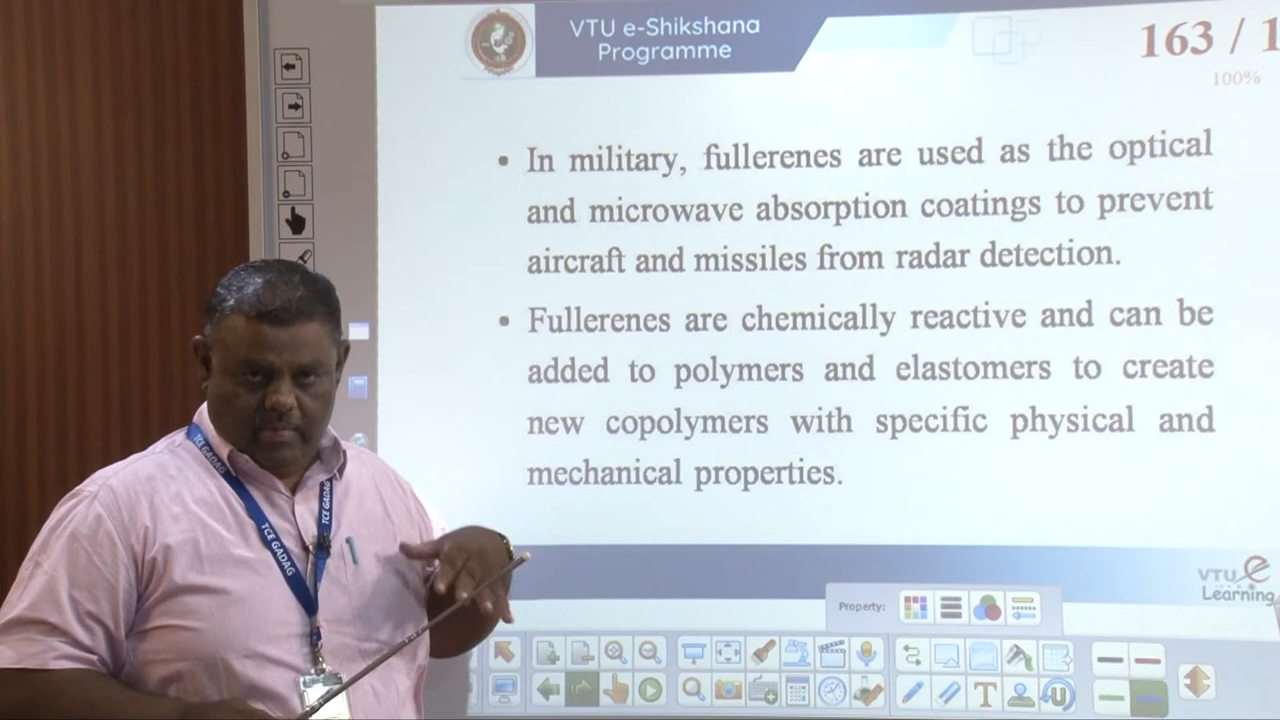 VTU e-Shikshana
Programme
163 / 1
100%
• In military, fullerenes are used as the optical
and microwave absorption coatings to prevent
aircraft and missiles from radar detection.
• Fullerenes are chemically reactive and can be
added to polymers and elastomers to create
new copolymers with specific physical and
mechanical properties.
TCE GADAG
TCE GADAG
TCE GADAG
VTU e
Learning
Property:
T
U